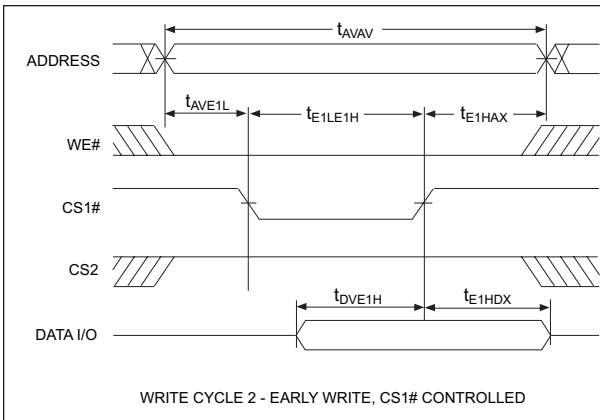 tAVAV
ADDRESS
tAVE1L tE1LE1H tE1HAX
WE#
CS1#
CS2
tDVE1H tE1HDX
DATA I/O
WRITE CYCLE 2 - EARLY WRITE, CS1# CONTROLLED